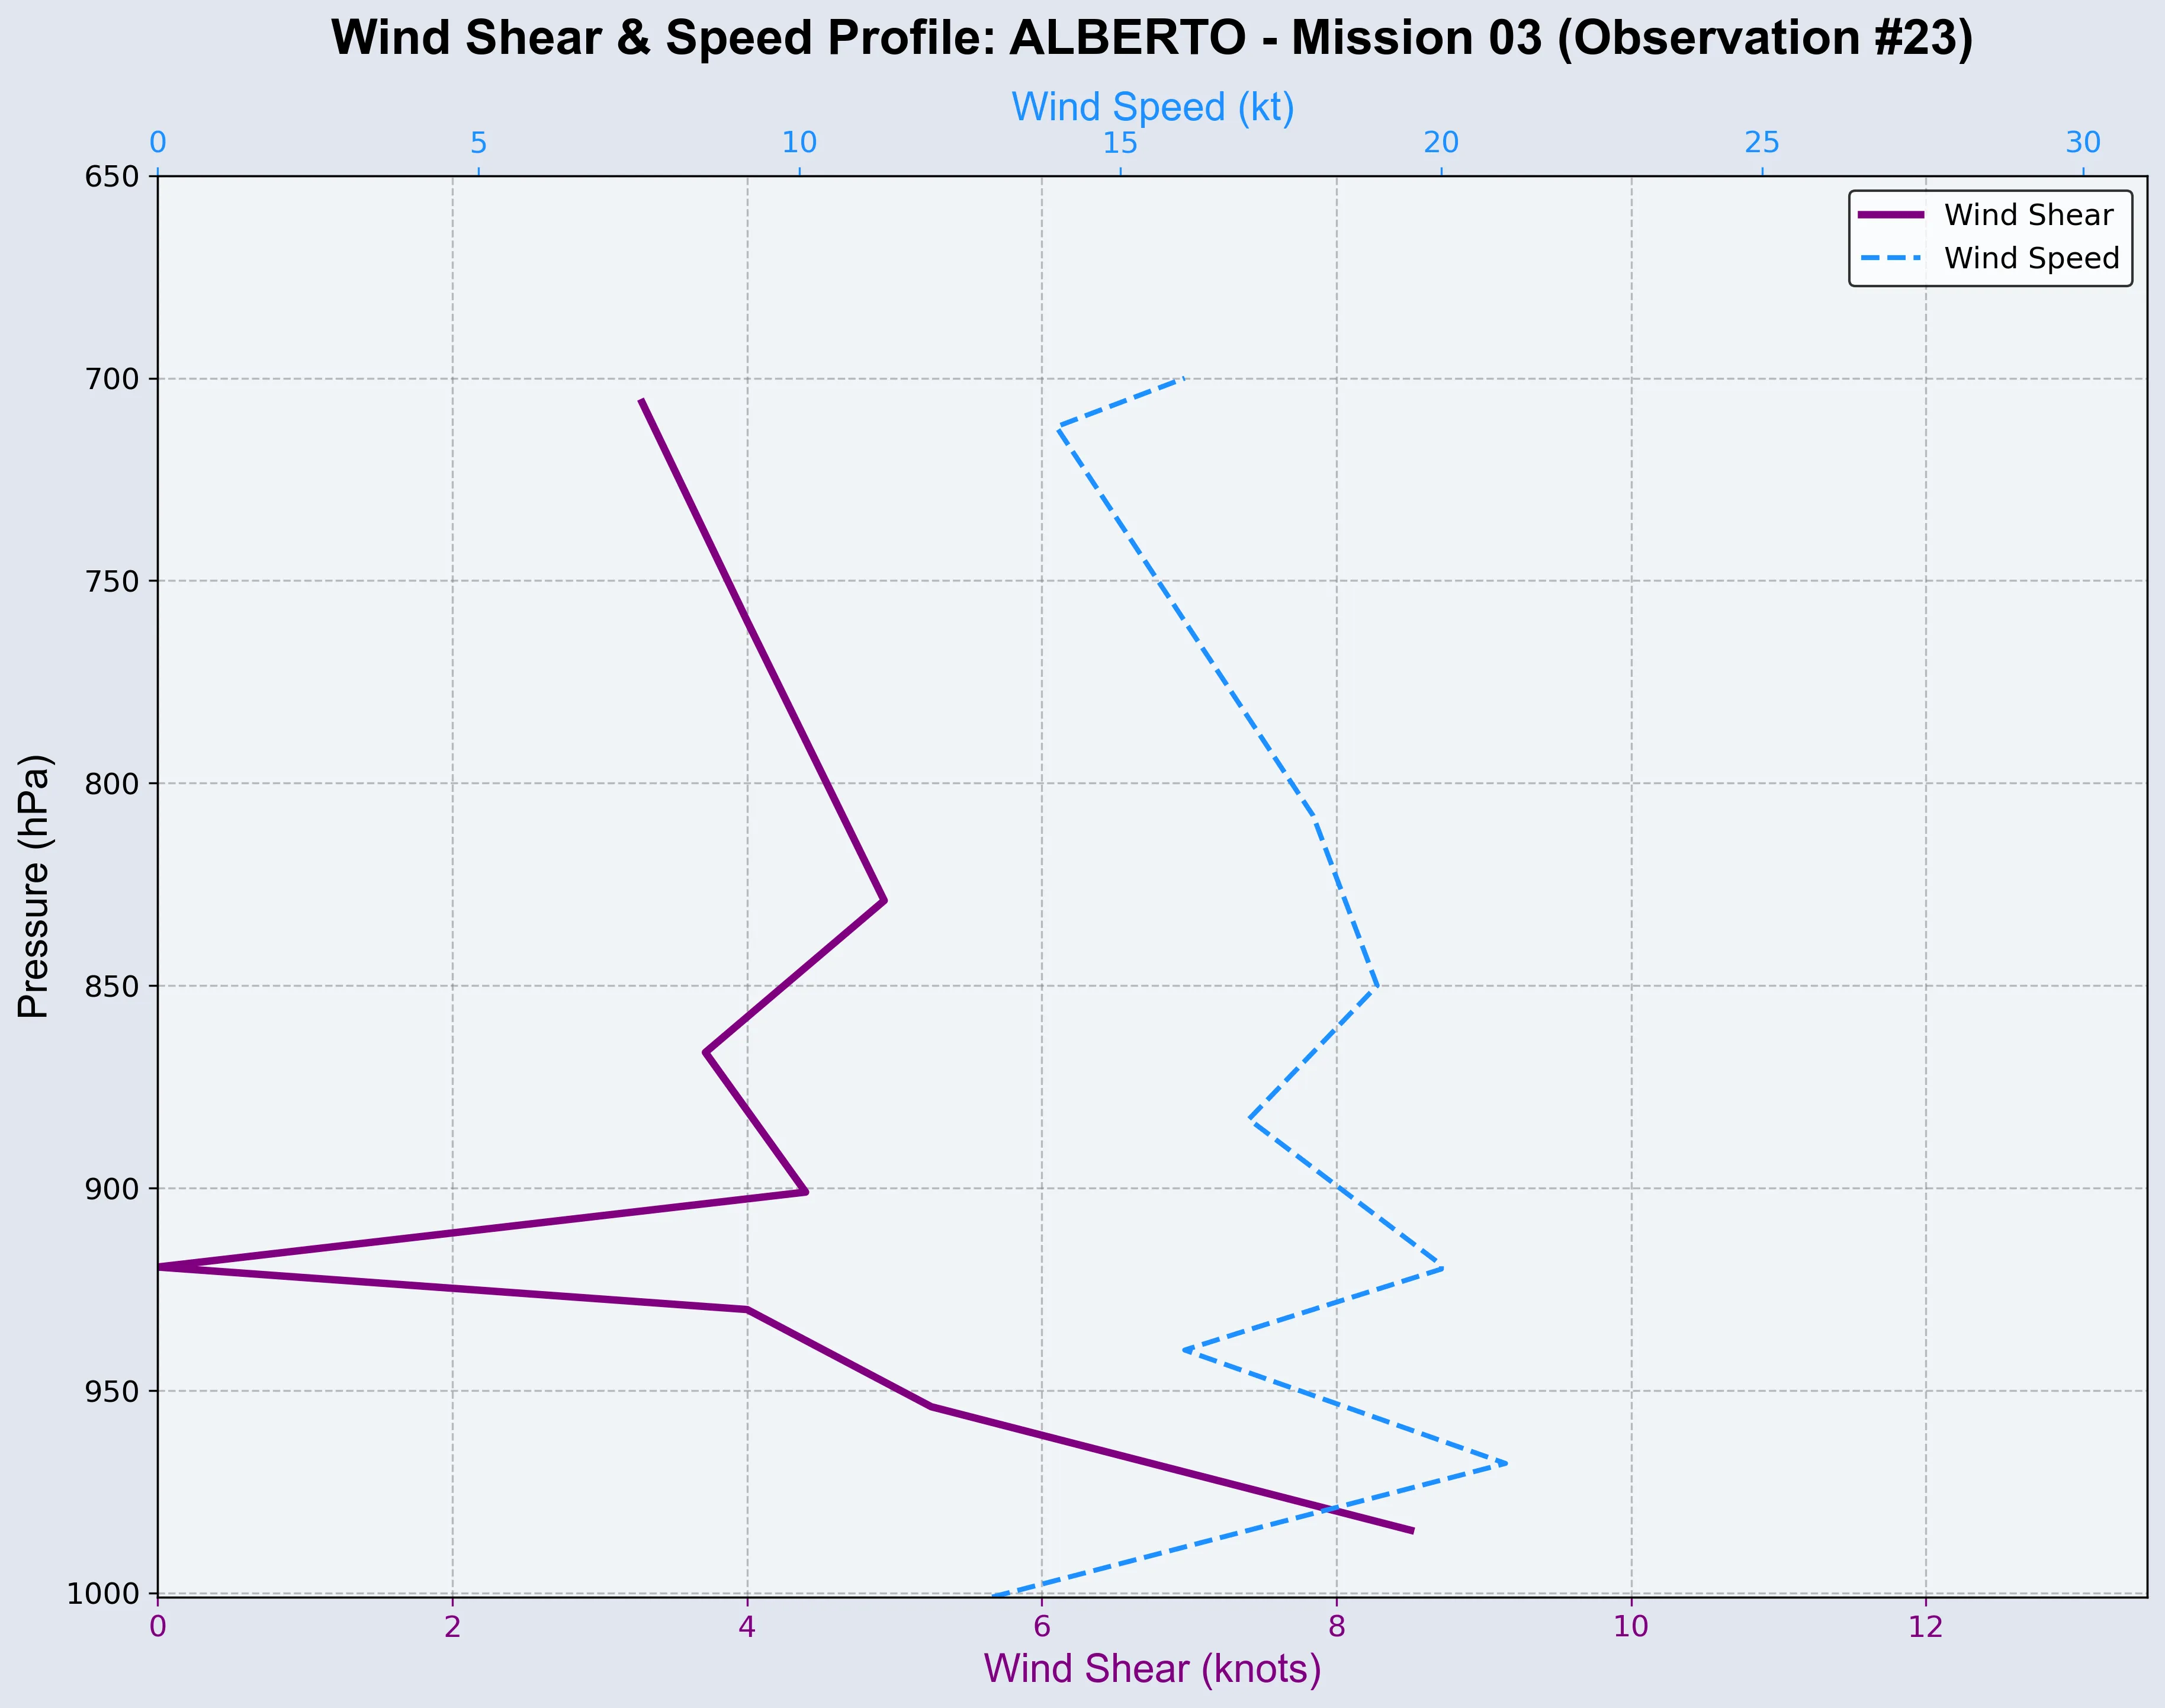 Wind Shear & Speed Profile: ALBERTO - Mission 03 (Observation #23)
Wind Speed (kt)
0 5 10 15 20 25 30
Wind Shear
Wind Speed
Pressure (hPa)
650
700
750
800
850
900
950
1000
0 2 4 6 8 10 12
Wind Shear (knots)